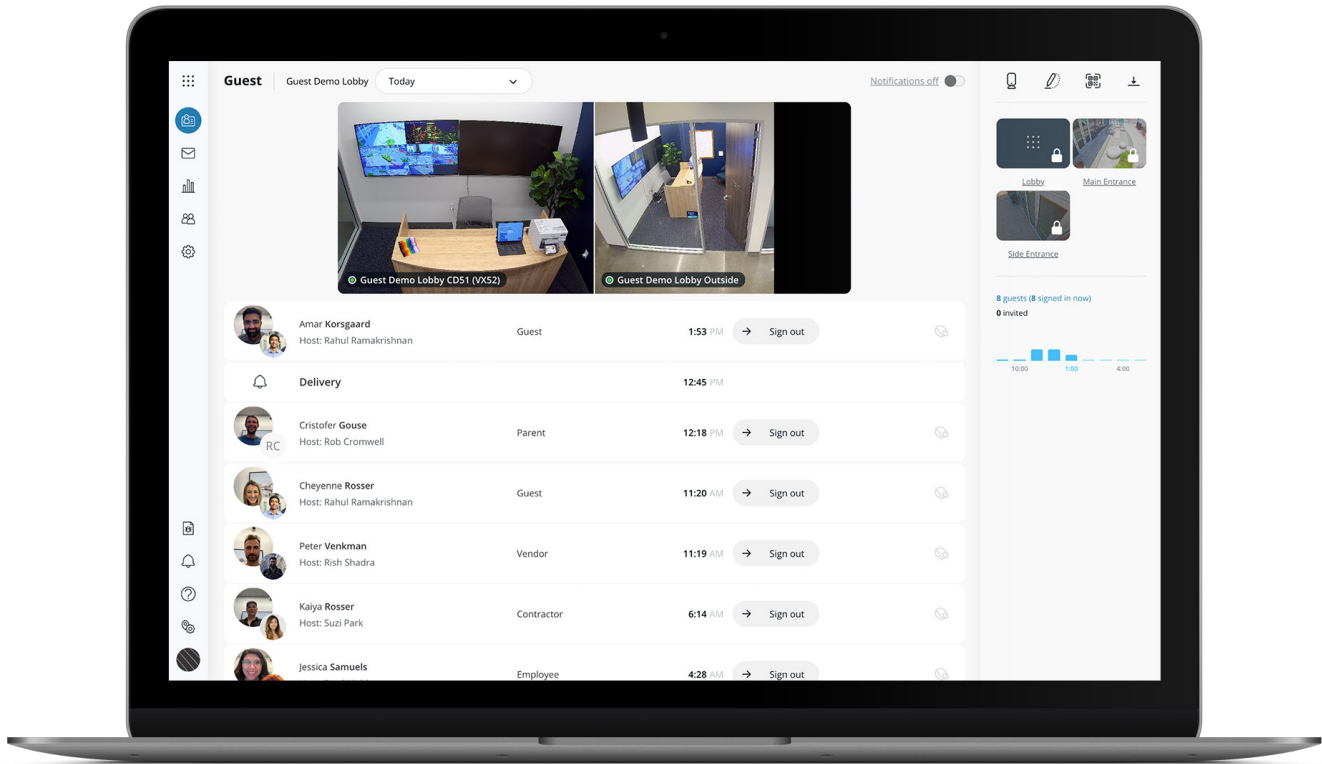 Guest
Guest Demo Lobby
Today
Notifications off
Guest Demo Lobby CD51 (VX52)
Guest Demo Lobby Outside
Amar Korsgaard
Host: Rahul Ramakrishnan
Guest
1:53 PM
Sign out
Delivery
12:45 PM
Cristofer Gouse
Host: Rob Cromwell
RC
Parent
12:18 PM
Sign out
Cheyenne Rosser
Host: Rahul Ramakrishnan
Guest
11:20 AM
Sign out
Peter Venkman
Host: Rish Shadra
Vendor
11:19 AM
Sign out
Kaiya Rosser
Host: Suzi Park
Contractor
6:14 AM
Sign out
Jessica Samuels
Employee
4:28 AM
Sign out
Lobby
Main Entrance
Side Entrance
8 guests (8 signed in now)
0 invited
10:00
1:00
4:00